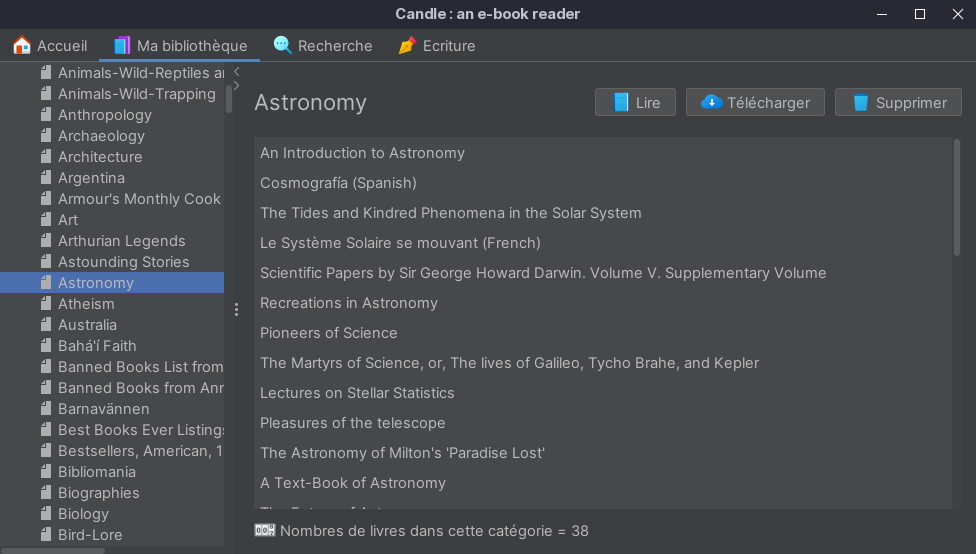 Candle : an e-book reader
Accueil
Ma bibliothèque
Recherche
Ecriture
Animals-Wild-Reptiles
Animals-Wild-Trapping
Anthropology
Archaeology
Architecture
Argentina
Armour's Monthly Cook
Art
Arthurian Legends
Astounding Stories
Astronomy
Atheism
Australia
Bahá'í Faith
Banned Books List from
Banned Books from
Barnavännen
Best Books Ever Listings
Bestsellers, American, 1
Bibliomania
Biographies
Biology
Bird-Lore
Astronomy
Lire
Télécharger
Supprimer
An Introduction to Astronomy
Cosmografía (Spanish)
The Tides and Kindred Phenomena in the Solar System
Le Système Solaire se mouvant (French)
Scientific Papers by Sir George Howard Darwin. Volume V. Supplementary Volume
Recreations in Astronomy
Pioneers of Science
The Martyrs of Science, or, The lives of Galileo, Tycho Brahe, and Kepler
Lectures on Stellar Statistics
Pleasures of the telescope
The Astronomy of Milton's 'Paradise Lost'
A Text-Book of Astronomy
Nombres de livres dans cette catégorie = 38